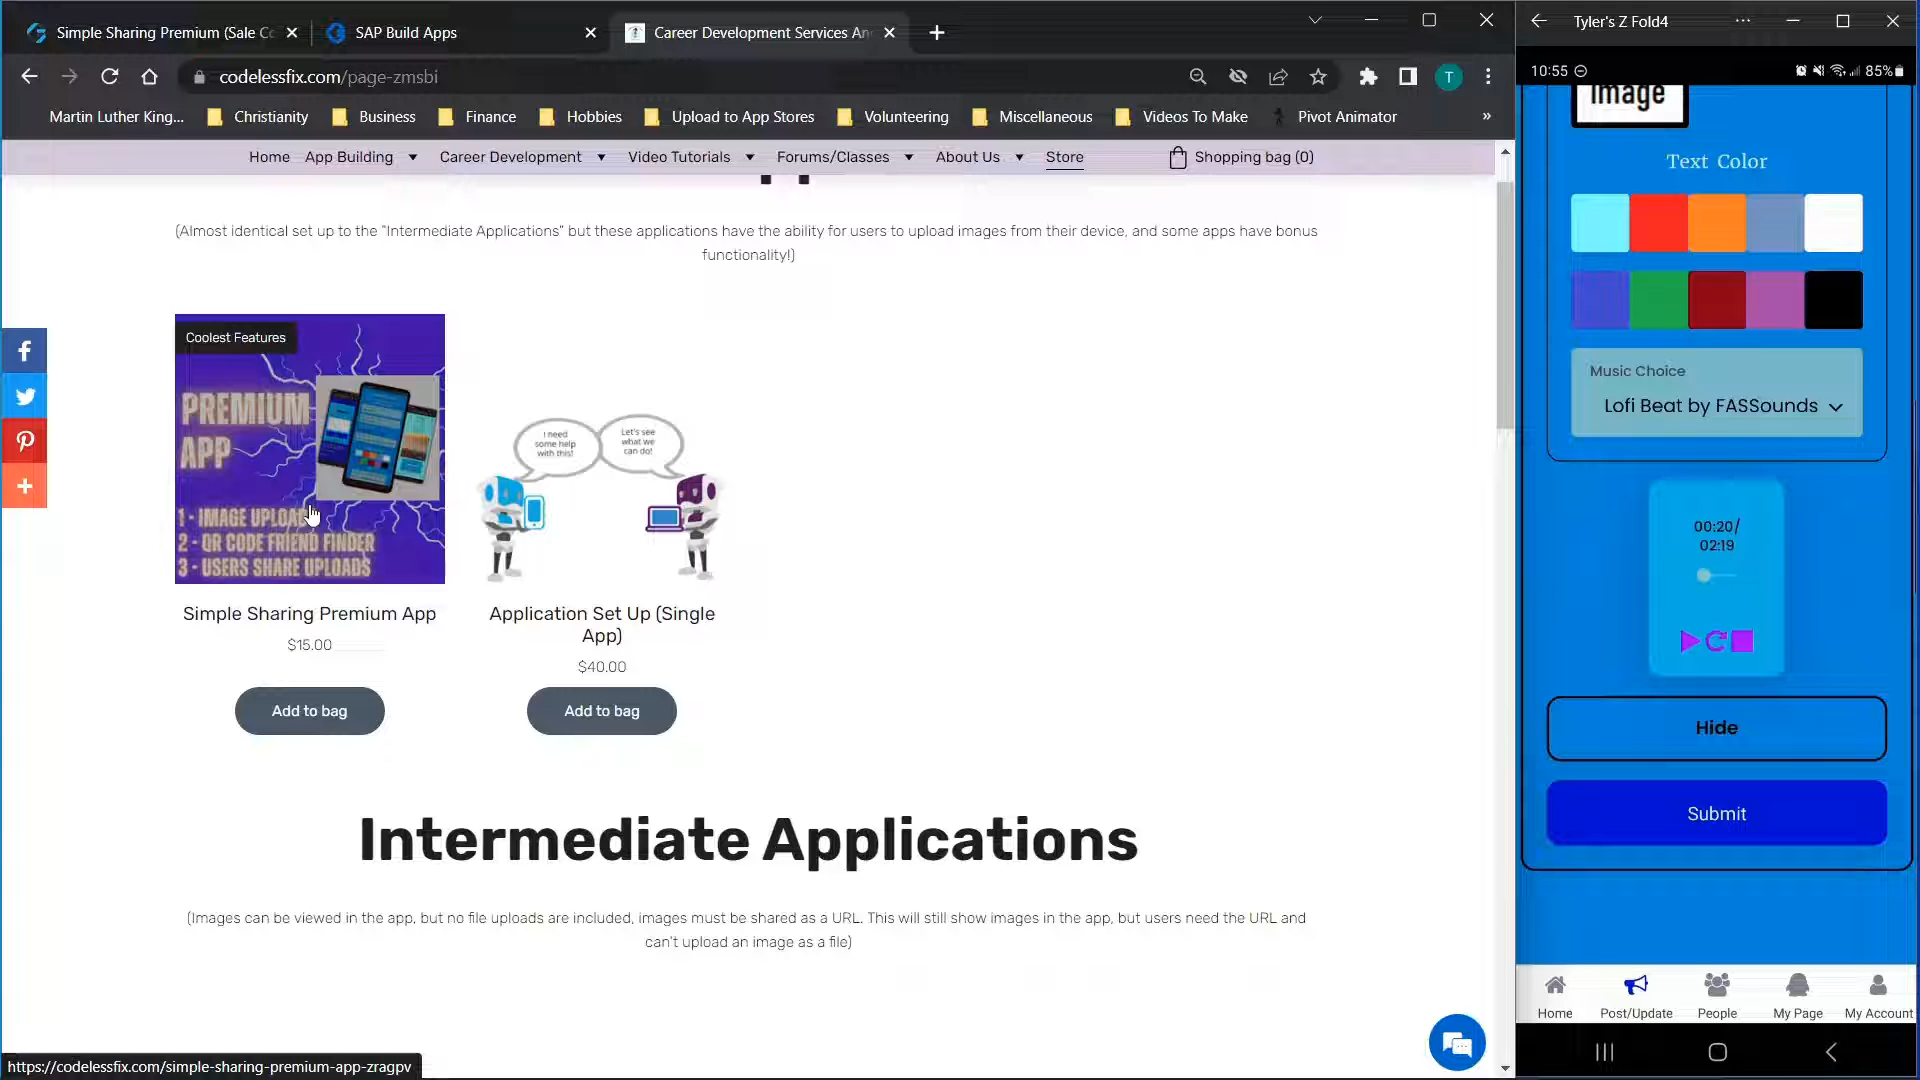 Simple Sharing Premium (Sale Co
SAP Build Apps
Career Development Services An
codelessfix.com/page-zmsbi
T
Martin Luther King...
Christianity
Business
Finance
Hobbies
Upload to App Stores
Volunteering
Miscellaneous
Videos To Make
Pivot Animator
»
Home
App Building
Career Development
Video Tutorials
Forums/Classes
About Us
Store
Shopping bag (0)
(Almost identical set up to the "Intermediate Applications" but these applications have the ability for users to upload images from their device, and some apps have bonus
functionality!)
Coolest Features
PREMIUM
APP
1 - IMAGE UPLOA
2 - QR CODE FRIEND FINDER
3 - USERS SHARE UPLOADS
I need
some help
with this!
Let's see
what we
can do!
Simple Sharing Premium App
$15.00
Add to bag
Application Set Up (Single
App)
$40.00
Add to bag
Intermediate Applications
(Images can be viewed in the app, but no file uploads are included, images must be shared as a URL. This will still show images in the app, but users need the URL and
can't upload an image as a file)
https://codelessfix.com/simple-sharing-premium-app-zragpv
Tyler's Z Fold4
10:55
85%
Image
Text Color
Music Choice
Lofi Beat by FASSounds
00:20/
02:19
Hide
Submit
Home
Post/Update
People
My Page
My Account